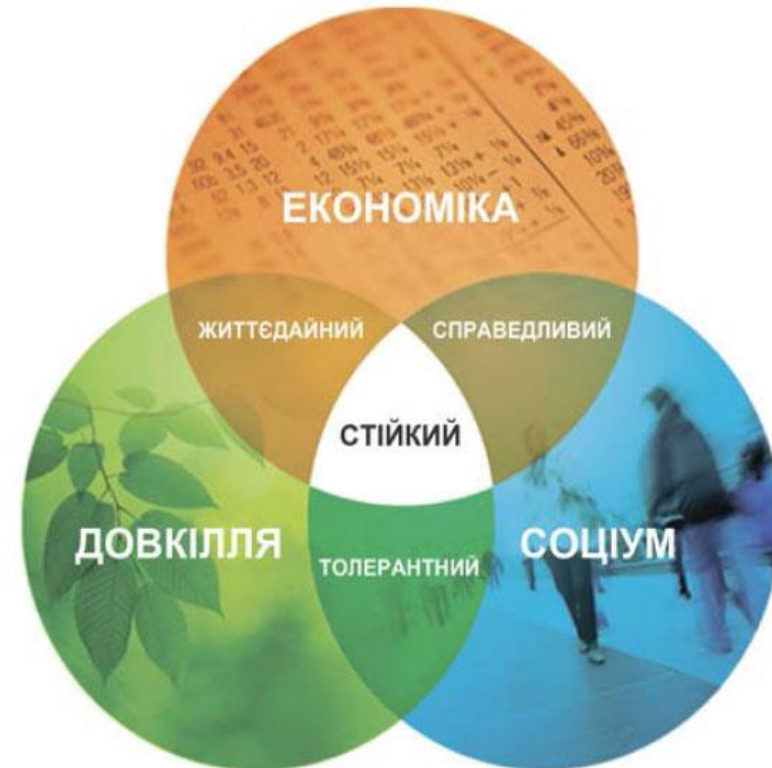 ЕКОНОМІКА
ЖИТТЄДАЙНИЙ СПРАВЕДЛИВИЙ
СТІЙКИЙ
ДОВКІЛЛЯ СОЦІУМ
ТОЛЕРАНТНИЙ